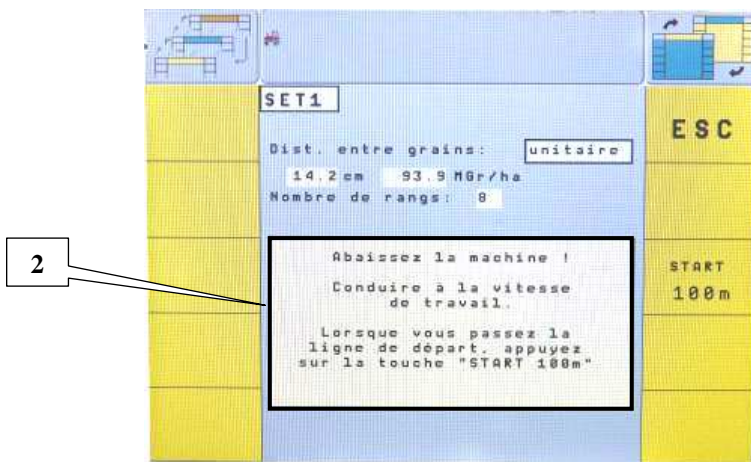 SET1
ESC
Dist. entre grains: unitaire
14.2 cm 93.9 MGr/ha
Nombre de rangs: 8
2
Abaissez la machine !
Conduire à la vitesse
de travail.
Lorsque vous passez la
ligne de départ, appuyez
sur la touche "START 100m"
START
100m